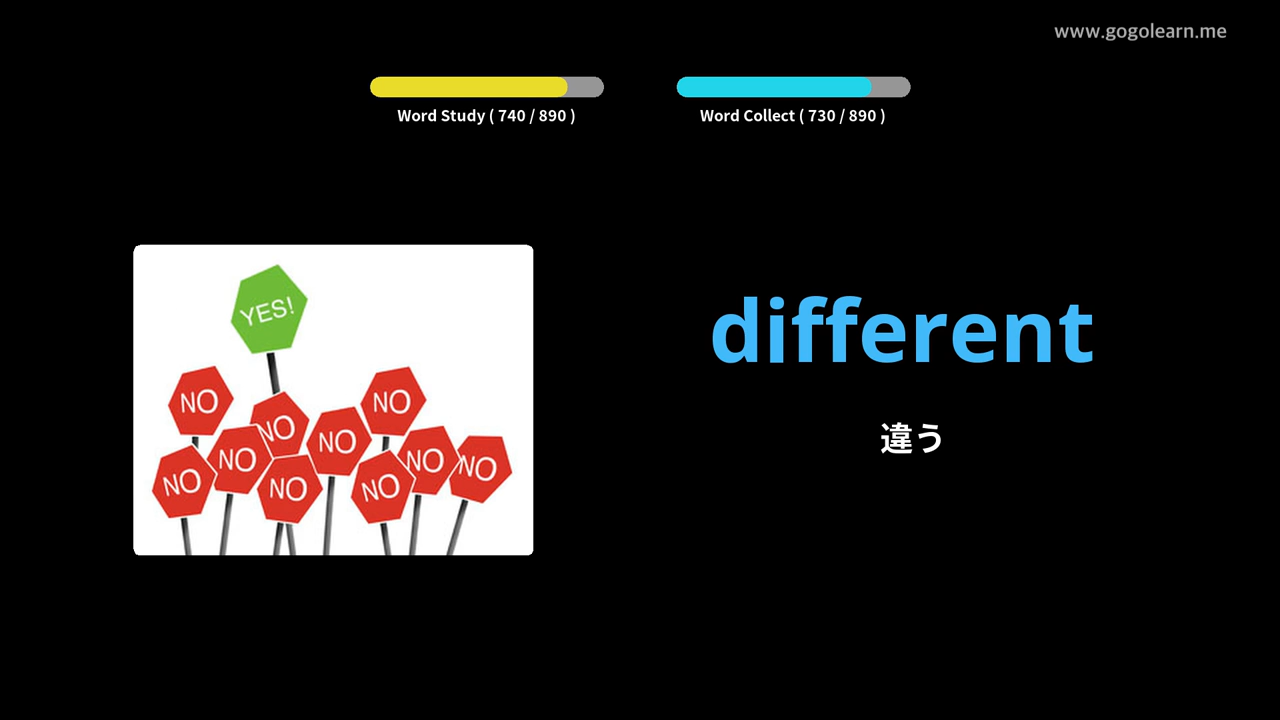 www.gogolearn.me
Word Study ( 740 / 890 )
Word Collect ( 730 / 890 )
YES!
NO
NO
NO
NO
NO
NO
NO
NO
NO
NO
different
違う